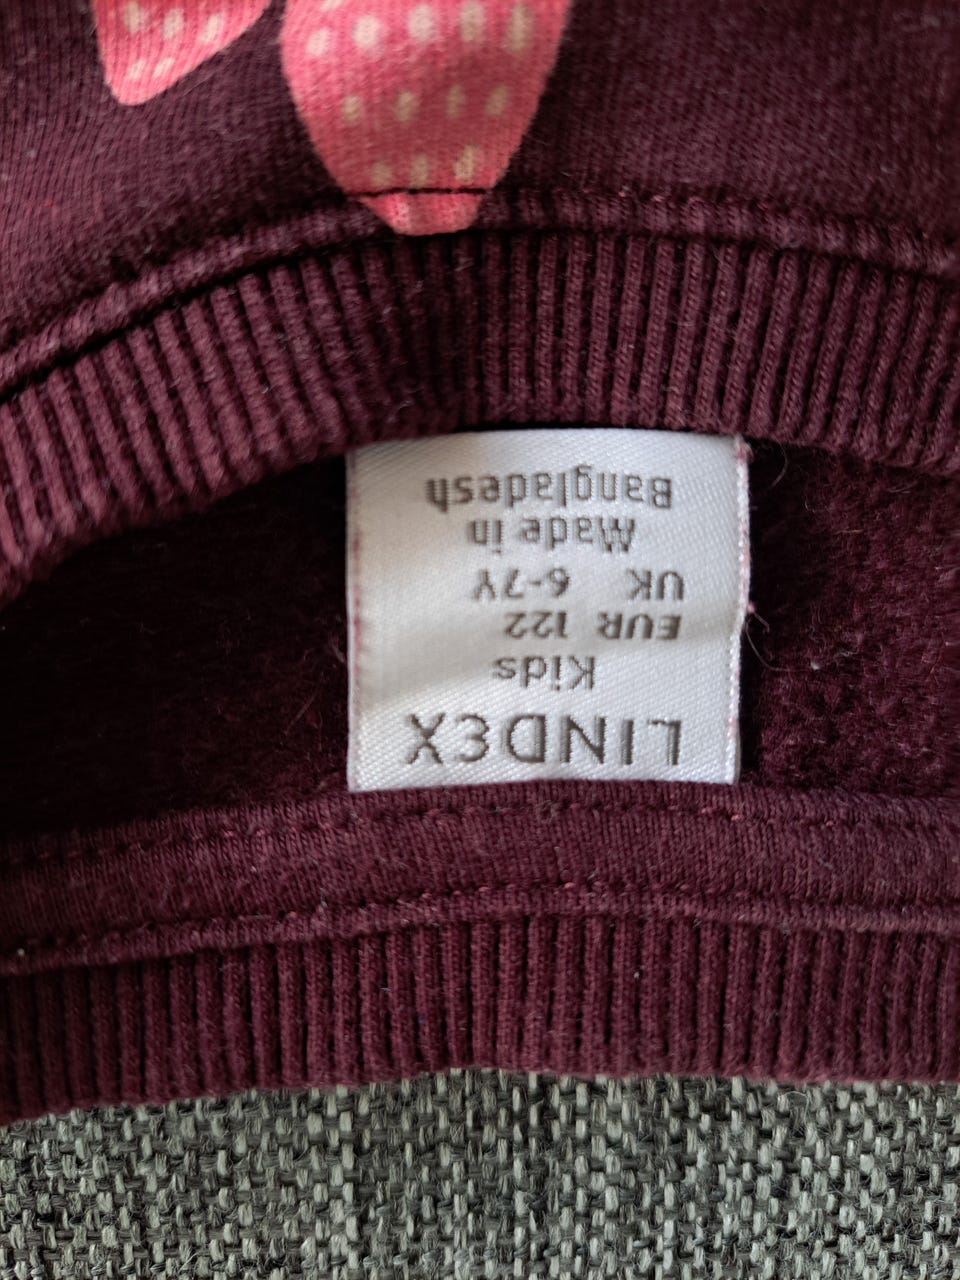 LINDEX
Kids
EUR 122
UK 6-7Y
Made in
Bangladesh